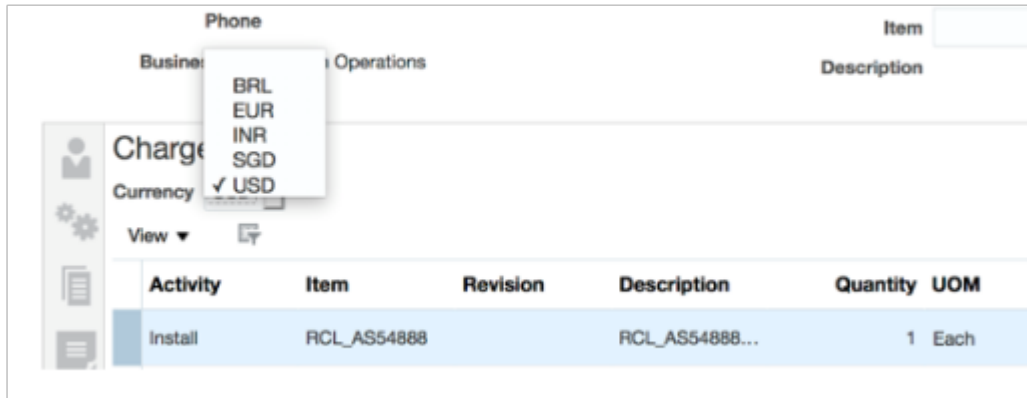 Phone
Item
Busines Operations
Description
BRL
EUR
INR
SGD
✓ USD
Charge
Currency
View ▼
Activity Item Revision Description Quantity UOM
Install RCL_AS54888 RCL_AS54888... 1 Each